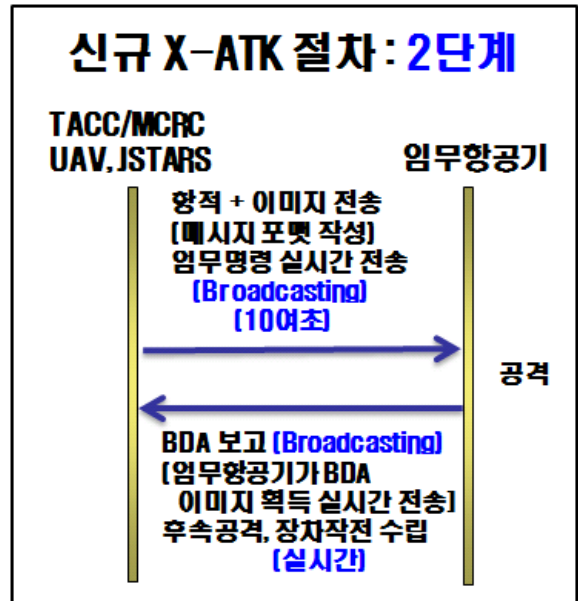 신규 X-ATK 절차 : 2단계
TACC/MCRC
UAV, JSTARS
임무항공기
항적 + 이미지 전송
(메시지 포맷 작성)
임무명령 실시간 전송
(Broadcasting)
(10여초)
공격
BDA 보고 (Broadcasting)
(임무항공기가 BDA
이미지 획득 실시간 전송)
후속공격, 장차작전 수립
(실시간)